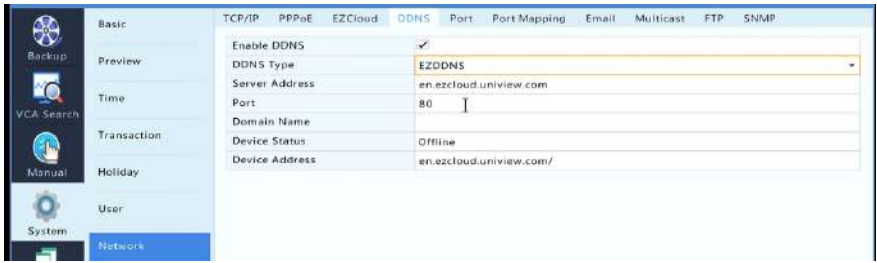 Backup
VCA Search
Manual
System
Basic
Preview
Time
Transaction
Holiday
User
Network
TCP/IP PPPoE EZCloud DDNS Port Port Mapping Email Multicast FTP SNMP
Enable DDNS
DDNS Type EZDDNS
Server Address en.ezcloud.uniview.com
Port 80
Domain Name
Device Status Offline
Device Address en.ezcloud.uniview.com/